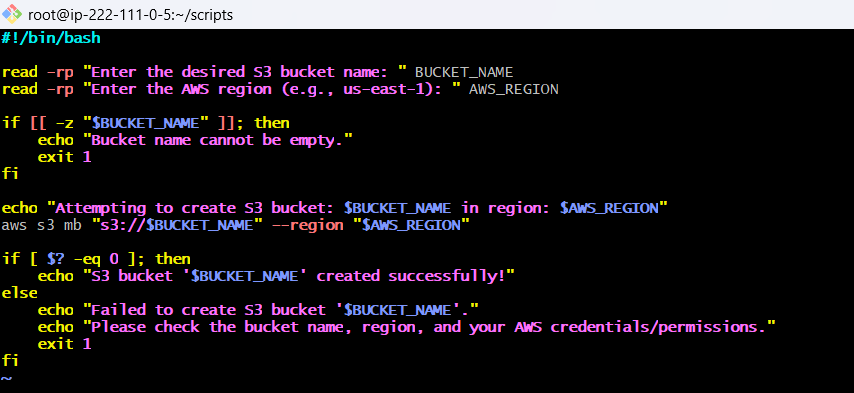 root@ip-222-111-0-5:~/scripts
#!/bin/bash
read -rp "Enter the desired S3 bucket name: " BUCKET_NAME
read -rp "Enter the AWS region (e.g., us-east-1): " AWS_REGION
if [[ -z "$BUCKET_NAME" ]]; then
    echo "Bucket name cannot be empty."
    exit 1
fi
echo "Attempting to create S3 bucket: $BUCKET_NAME in region: $AWS_REGION"
aws s3 mb "s3://$BUCKET_NAME" --region "$AWS_REGION"
if [ $? -eq 0 ]; then
    echo "S3 bucket '$BUCKET_NAME' created successfully!"
else
    echo "Failed to create S3 bucket '$BUCKET_NAME'."
    echo "Please check the bucket name, region, and your AWS credentials/permissions."
    exit 1
fi
~